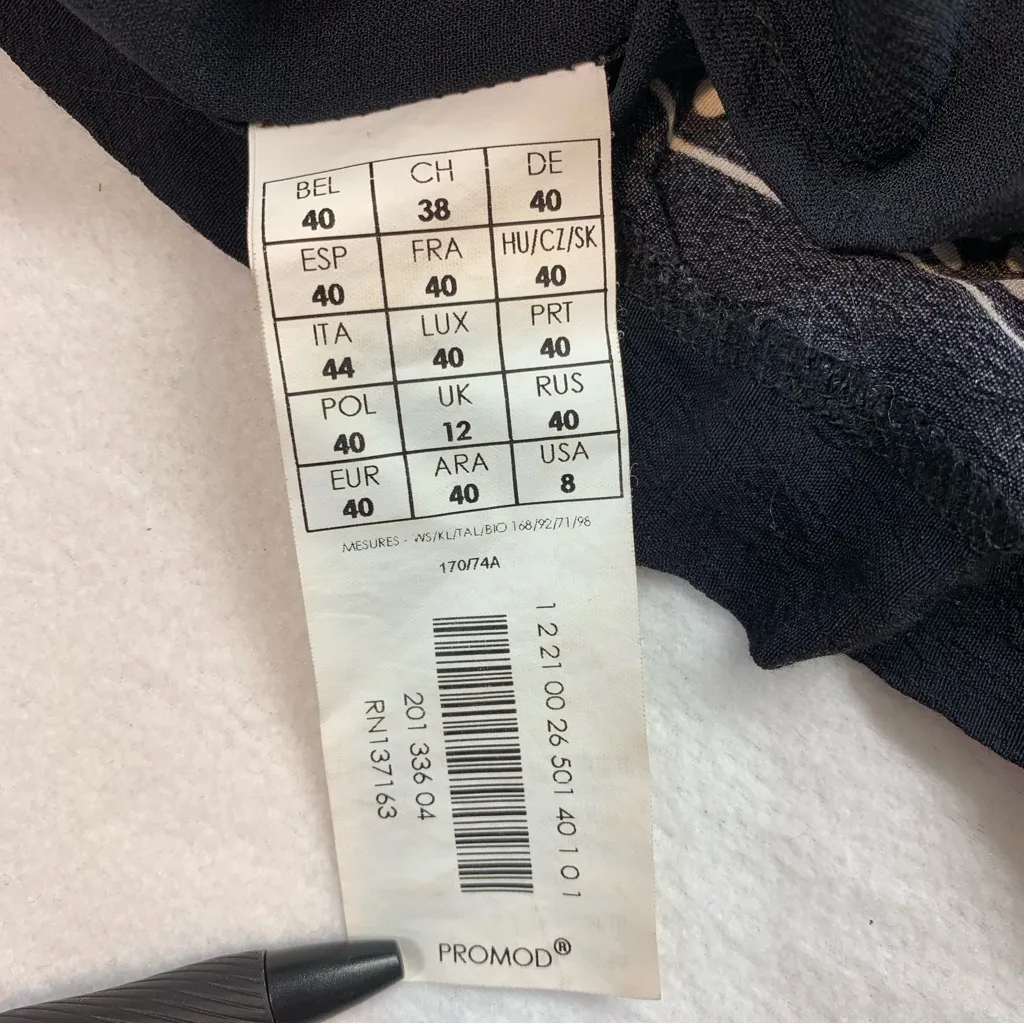 BEL CH DE
40 38 40
ESP FRA HU/CZ/SK
40 40 40
ITA LUX PRT
44 40 40
POL UK RUS
40 12 40
EUR ARA USA
40 40 8
MESURES - WS/KL/TAL/BIO 168/92/71/98
170/74A
1 2 21 00 26 501 40 1 0 1
201 336 04
RN137163
PROMOD®